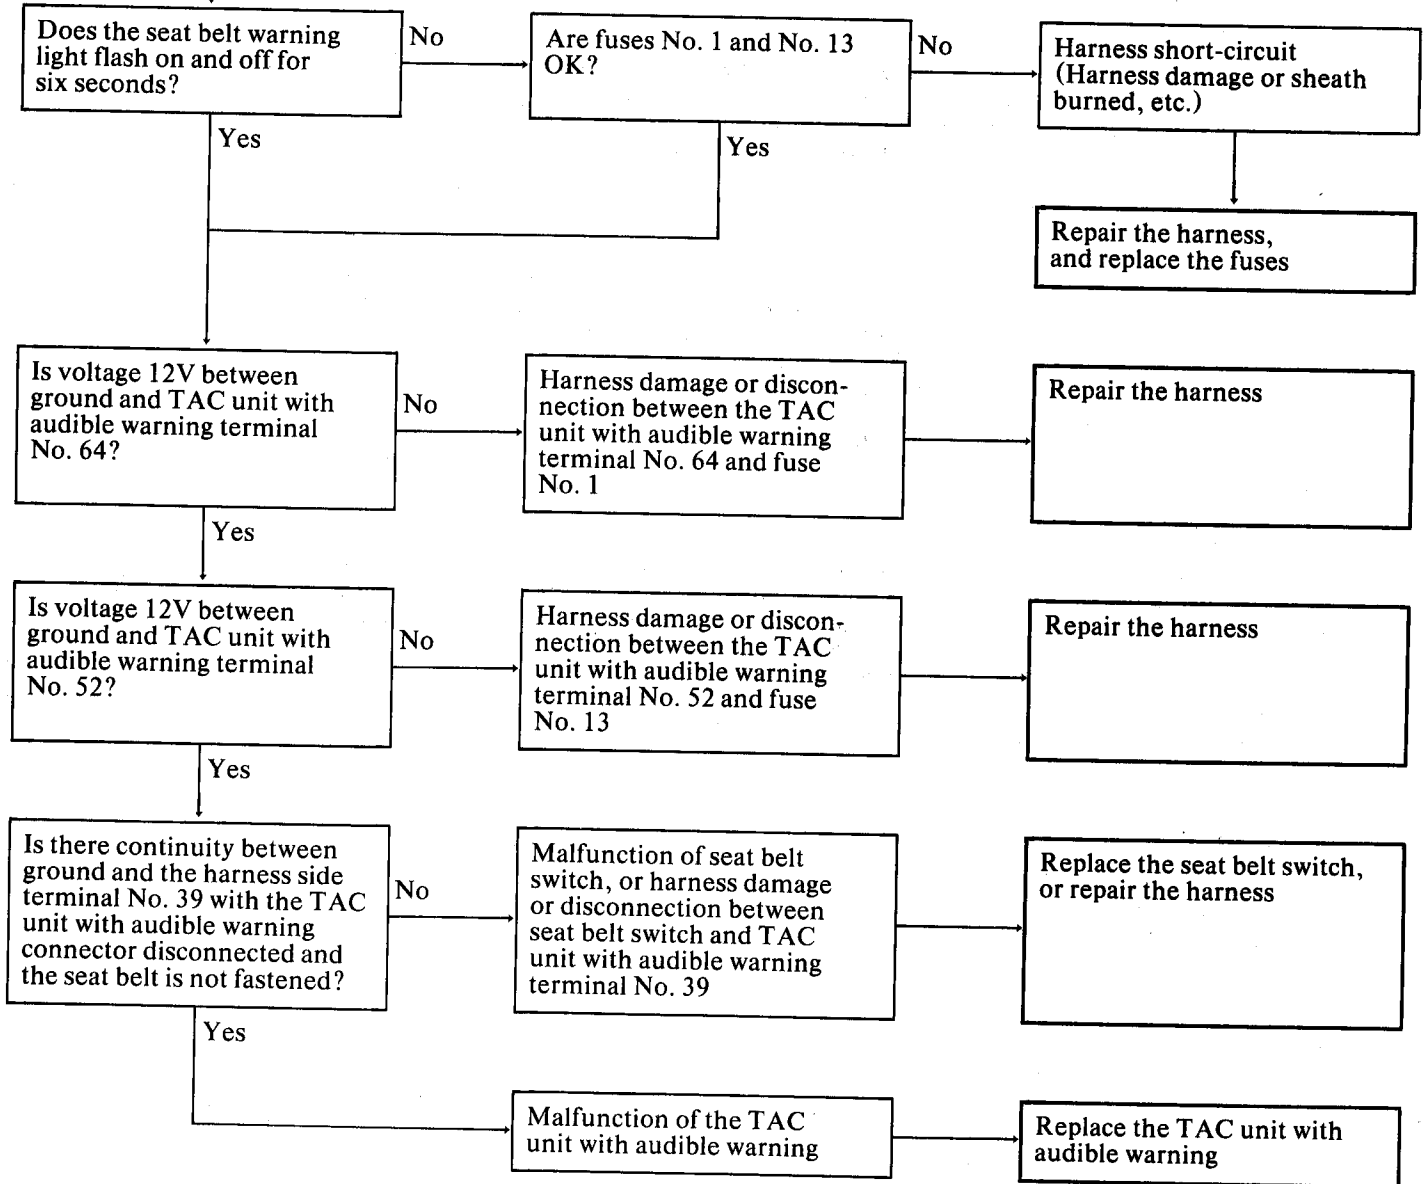 Does the seat belt warning
light flash on and off for
six seconds?
No
Are fuses No. 1 and No. 13
OK?
No
Harness short-circuit
(Harness damage or sheath
burned, etc.)
Yes
Yes
Repair the harness,
and replace the fuses
Is voltage 12V between
ground and TAC unit with
audible warning terminal
No. 64?
No
Harness damage or discon-
nection between the TAC
unit with audible warning
terminal No. 64 and fuse
No. 1
Repair the harness
Yes
Is voltage 12V between
ground and TAC unit with
audible warning terminal
No. 52?
No
Harness damage or discon-
nection between the TAC
unit with audible warning
terminal No. 52 and fuse
No. 13
Repair the harness
Yes
Is there continuity between
ground and the harness side
terminal No. 39 with the TAC
unit with audible warning
connector disconnected and
the seat belt is not fastened?
No
Malfunction of seat belt
switch, or harness damage
or disconnection between
seat belt switch and TAC
unit with audible warning
terminal No. 39
Replace the seat belt switch,
or repair the harness
Yes
Malfunction of the TAC
unit with audible warning
Replace the TAC unit with
audible warning